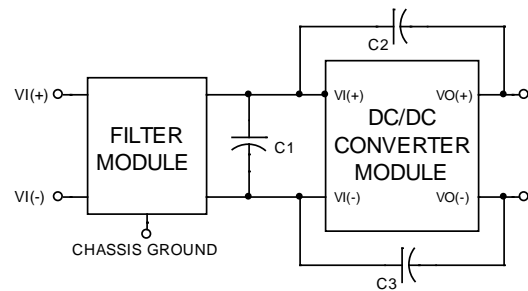 C2
VI(+)
VI(+)
VO(+)
FILTER
MODULE
C1
DC/DC
CONVERTER
MODULE
VI(-)
VI(-)
VO(-)
CHASSIS GROUND
C3